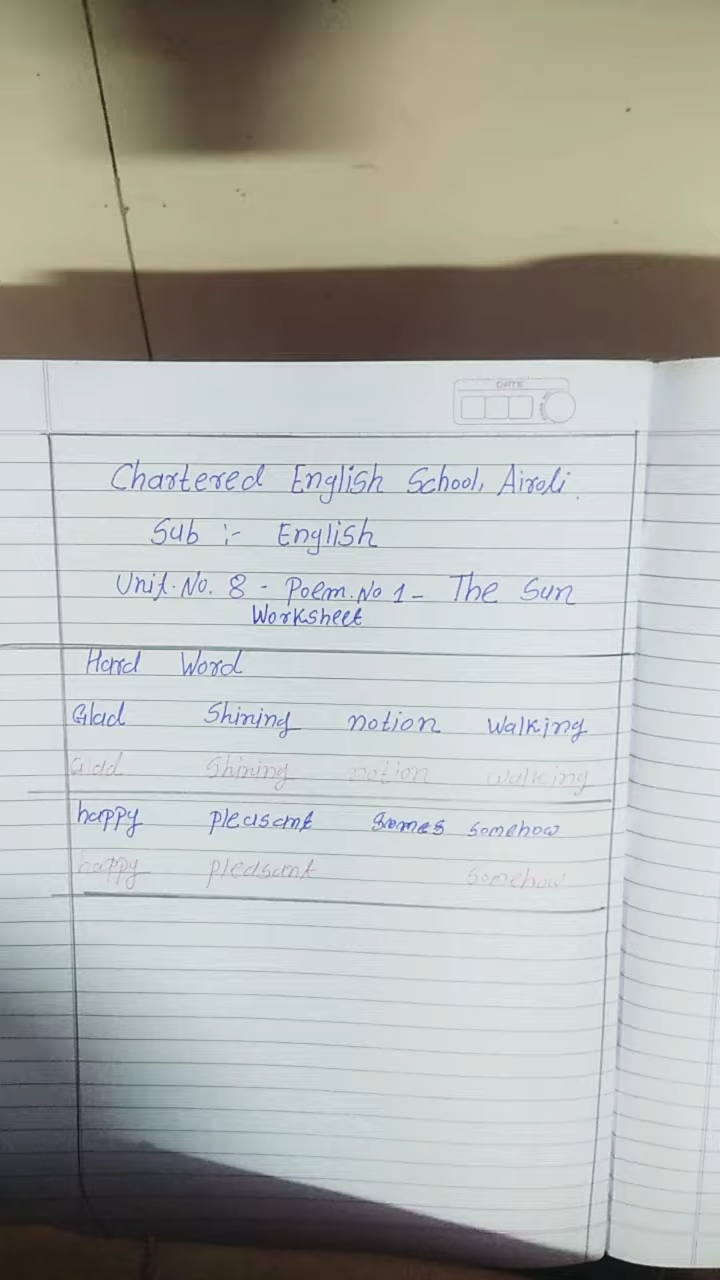 DATE
Chartered English School, Airoli.
Sub :- English
Unit.No. 8 - Poem.No 1 - The Sun
Worksheet
Hard Word
Glad Shining notion walking
Glad Shining notion walking
happy pleasant somehow
happy pleasant somehow